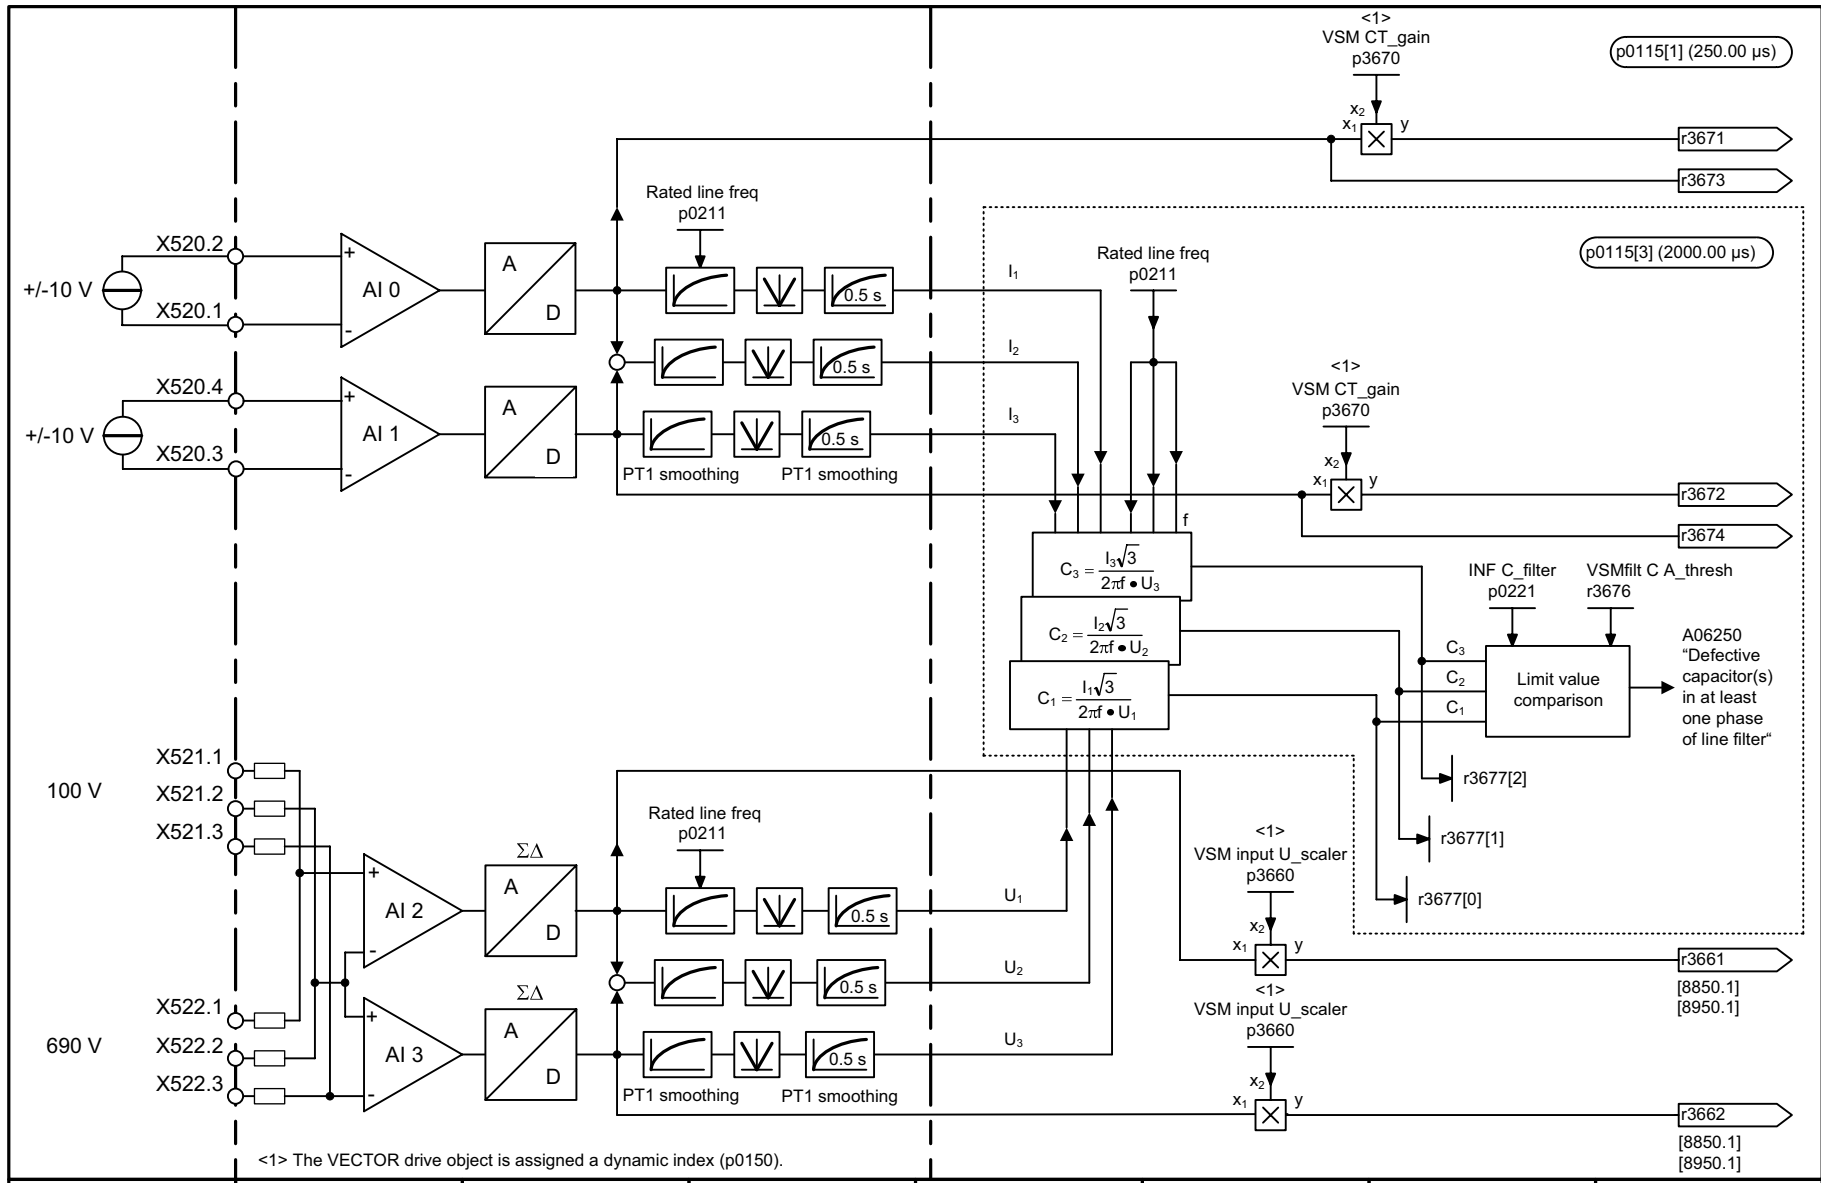 <1>
VSM CT_gain
p3670
p0115[1] (250.00 µs)
x2
x1
y
r3671
r3673
Rated line freq
p0211
Rated line freq
p0211
p0115[3] (2000.00 µs)
X520.2
+/-10 V
X520.1
+
AI 0
-
A
D
0.5 s
I1
0.5 s
I2
X520.4
+/-10 V
X520.3
+
AI 1
-
A
D
0.5 s
I3
PT1 smoothing
PT1 smoothing
<1>
VSM CT_gain
p3670
x2
x1
y
r3672
r3674
f
C3 = I3√3 / 2πf • U3
C2 = I2√3 / 2πf • U2
C1 = I1√3 / 2πf • U1
INF C_filter
p0221
VSMfilt C A_thresh
r3676
C3
C2
C1
Limit value
comparison
A06250
“Defective
capacitor(s)
in at least
one phase
of line filter“
r3677[2]
r3677[1]
r3677[0]
100 V
X521.1
X521.2
X521.3
Rated line freq
p0211
+
AI 2
-
ΣΔ
A
D
0.5 s
U1
0.5 s
U2
<1>
VSM input U_scaler
p3660
x2
x1
y
r3661
[8850.1]
[8950.1]
690 V
X522.1
X522.2
X522.3
+
AI 3
-
ΣΔ
A
D
0.5 s
U3
PT1 smoothing
PT1 smoothing
<1>
VSM input U_scaler
p3660
x2
x1
y
r3662
[8850.1]
[8950.1]
<1> The VECTOR drive object is assigned a dynamic index (p0150).